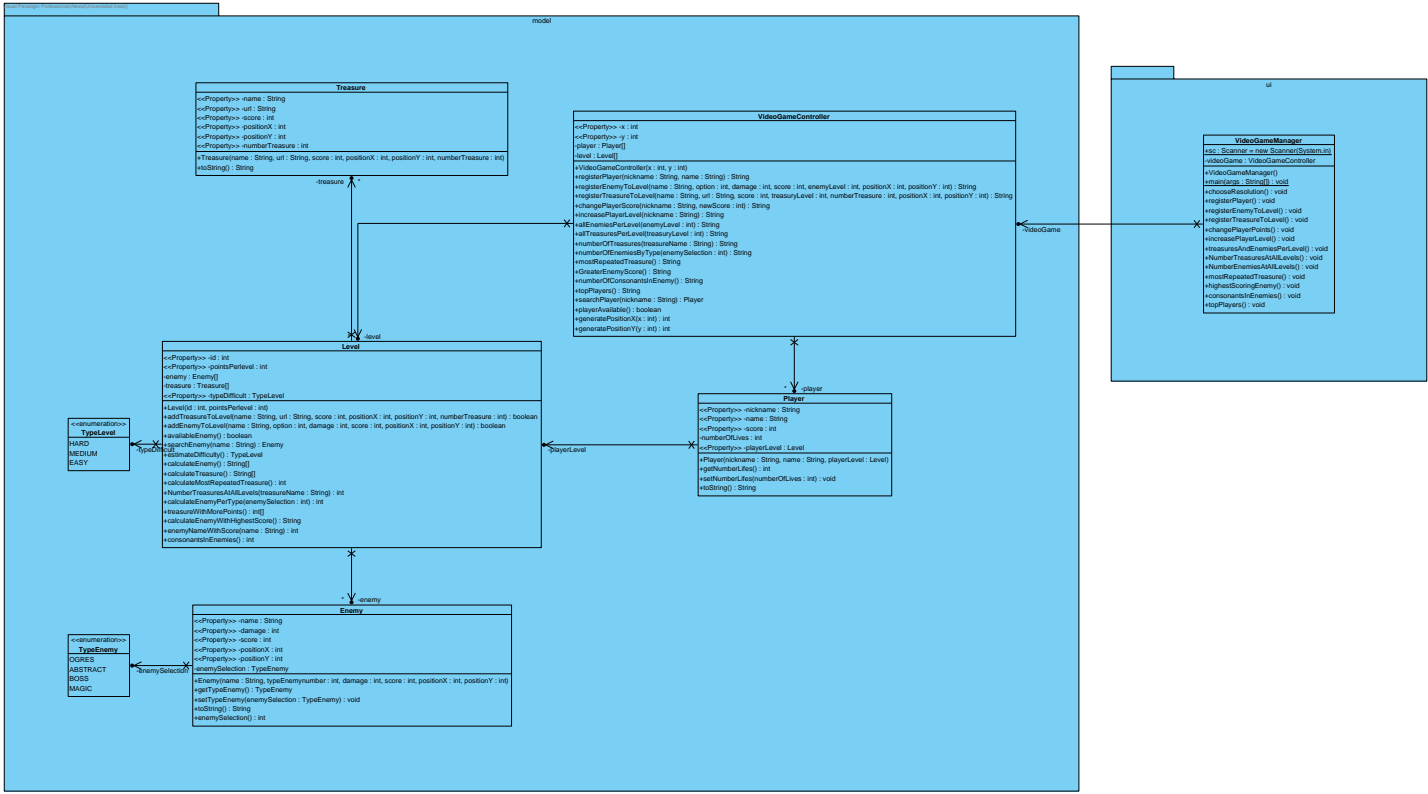 Visual Paradigm Professional(Nexia(Universidad Icesi))
model
Treasure
<<Property>> -name : String
<<Property>> -url : String
<<Property>> -score : int
<<Property>> -positionX : int
<<Property>> -positionY : int
<<Property>> -numberTreasure : int
+Treasure(name : String, url : String, score : int, positionX : int, positionY : int, numberTreasure : int)
+toString() : String
-treasure
*
VideoGameController
<<Property>> -x : int
<<Property>> -y : int
-player : Player[]
-level : Level[]
+VideoGameController(x : int, y : int)
+registerPlayer(nickname : String, name : String) : String
+registerEnemyToLevel(name : String, option : int, damage : int, score : int, enemyLevel : int, positionX : int, positionY : int) : String
+registerTreasureToLevel(name : String, url : String, score : int, treasuryLevel : int, numberTreasure : int, positionX : int, positionY : int) : String
+changePlayerScore(nickname : String, newScore : int) : String
+increasePlayerLevel(nickname : String) : String
+allEnemiesPerLevel(enemyLevel : int) : String
+allTreasuresPerLevel(treasuryLevel : int) : String
+numberOfTreasures(treasureName : String) : String
+numberOfEnemiesByType(enemySelection : int) : String
+mostRepeatedTreasure() : String
+GreaterEnemyScore() : String
+numberOfConsonantsInEnemy() : String
+topPlayers() : String
+searchPlayer(nickname : String) : Player
+playerAvailable() : boolean
+generatePositionX(x : int) : int
+generatePositionY(y : int) : int
ui
VideoGameManager
+sc : Scanner = new Scanner(System.in)
-videoGame : VideoGameController
+VideoGameManager()
+main(args : String[]) : void
+chooseResolution() : void
+registerPlayer() : void
+registerEnemyToLevel() : void
+registerTreasureToLevel() : void
+changePlayerPoints() : void
+increasePlayerLevel() : void
+treasuresAndEnemiesPerLevel() : void
+NumberTreasuresAtAllLevels() : void
+NumberEnemiesAtAllLevels() : void
+mostRepeatedTreasure() : void
+highestScoringEnemy() : void
+consonantsInEnemies() : void
+topPlayers() : void
-videoGame
-level
Level
<<Property>> -id : int
<<Property>> -pointsPerlevel : int
-enemy : Enemy[]
-treasure : Treasure[]
<<Property>> -typeDifficult : TypeLevel
+Level(id : int, pointsPerlevel : int)
+addTreasureToLevel(name : String, url : String, score : int, positionX : int, positionY : int, numberTreasure : int) : boolean
+addEnemyToLevel(name : String, option : int, damage : int, score : int, positionX : int, positionY : int) : boolean
+availableEnemy() : boolean
+searchEnemy(name : String) : Enemy
+estimateDifficulty() : TypeLevel
+calculateEnemy() : String[]
+calculateTreasure() : String[]
+calculateMostRepeatedTreasure() : int
+NumberTreasuresAtAllLevels(treasureName : String) : int
+calculateEnemyPerType(enemySelection : int) : int
+treasureWithMorePoints() : int[]
+calculateEnemyWithHighestScore() : String
+enemyNameWithScore(name : String) : int
+consonantsInEnemies() : int
<<enumeration>>
TypeLevel
HARD
MEDIUM
EASY
-typeDifficult
* -player
Player
<<Property>> -nickname : String
<<Property>> -name : String
<<Property>> -score : int
-numberOfLives : int
<<Property>> -playerLevel : Level
+Player(nickname : String, name : String, playerLevel : Level)
+getNumberLifes() : int
+setNumberLifes(numberOfLives : int) : void
+toString() : String
-playerLevel
* -enemy
Enemy
<<Property>> -name : String
<<Property>> -damage : int
<<Property>> -score : int
<<Property>> -positionX : int
<<Property>> -positionY : int
-enemySelection : TypeEnemy
+Enemy(name : String, typeEnemynumber : int, damage : int, score : int, positionX : int, positionY : int)
+getTypeEnemy() : TypeEnemy
+setTypeEnemy(enemySelection : TypeEnemy) : void
+toString() : String
+enemySelection() : int
<<enumeration>>
TypeEnemy
OGRES
ABSTRACT
BOSS
MAGIC
-enemySelection